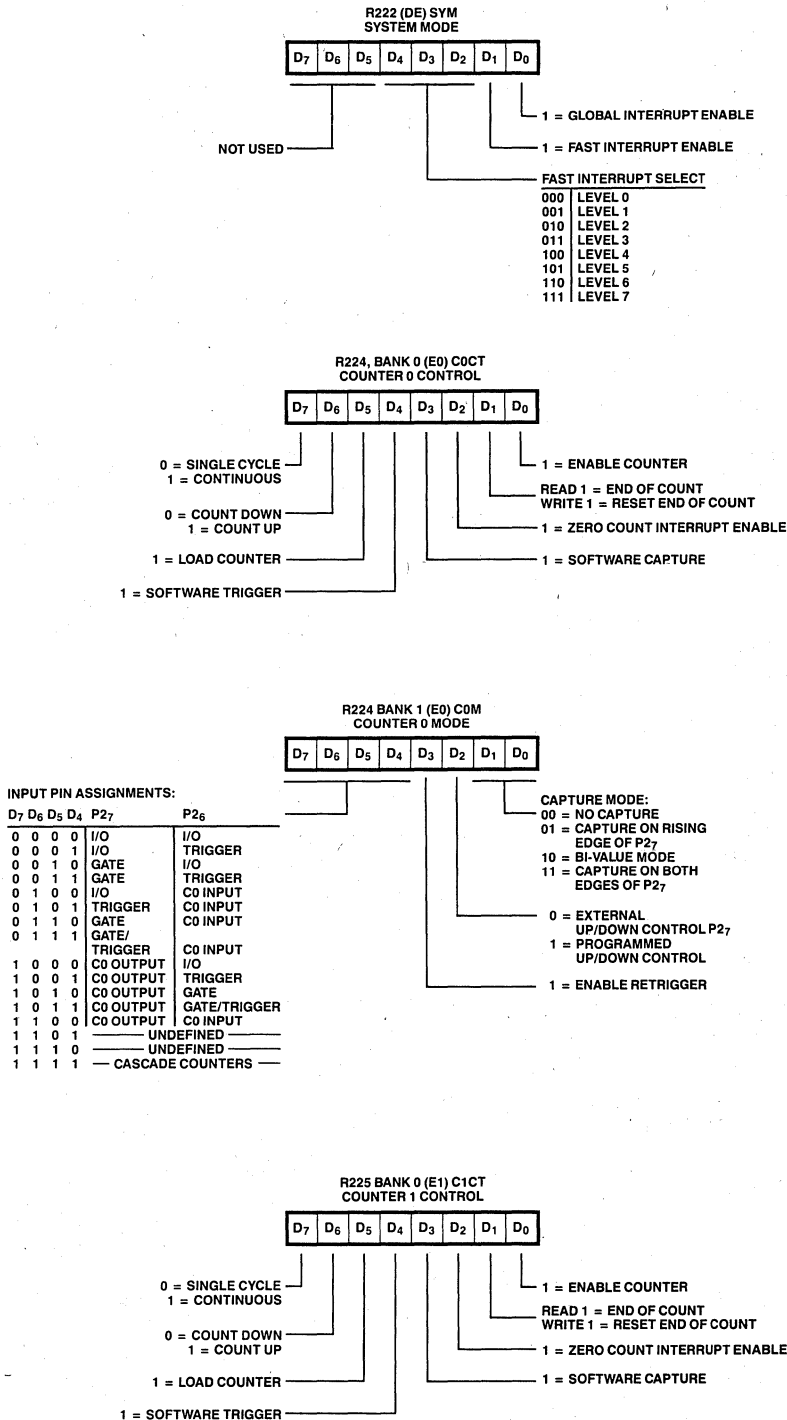 R222 (DE) SYM
SYSTEM MODE
D7 D6 D5 D4 D3 D2 D1 D0
1 = GLOBAL INTERRUPT ENABLE
NOT USED
1 = FAST INTERRUPT ENABLE
FAST INTERRUPT SELECT
000 LEVEL 0
001 LEVEL 1
010 LEVEL 2
011 LEVEL 3
100 LEVEL 4
101 LEVEL 5
110 LEVEL 6
111 LEVEL 7
R224, BANK 0 (E0) C0CT
COUNTER 0 CONTROL
D7 D6 D5 D4 D3 D2 D1 D0
0 = SINGLE CYCLE
1 = CONTINUOUS
0 = COUNT DOWN
1 = COUNT UP
1 = LOAD COUNTER
1 = SOFTWARE TRIGGER
1 = ENABLE COUNTER
READ 1 = END OF COUNT
WRITE 1 = RESET END OF COUNT
1 = ZERO COUNT INTERRUPT ENABLE
1 = SOFTWARE CAPTURE
R224 BANK 1 (E0) C0M
COUNTER 0 MODE
D7 D6 D5 D4 D3 D2 D1 D0
INPUT PIN ASSIGNMENTS:
D7 D6 D5 D4 P27 P26
0 0 0 0 I/O I/O
0 0 0 1 I/O TRIGGER
0 0 1 0 GATE I/O
0 0 1 1 GATE TRIGGER
0 1 0 0 I/O C0 INPUT
0 1 0 1 TRIGGER C0 INPUT
0 1 1 0 GATE C0 INPUT
0 1 1 1 GATE/
TRIGGER C0 INPUT
1 0 0 0 C0 OUTPUT I/O
1 0 0 1 C0 OUTPUT TRIGGER
1 0 1 0 C0 OUTPUT GATE
1 0 1 1 C0 OUTPUT GATE/TRIGGER
1 1 0 0 C0 OUTPUT C0 INPUT
1 1 0 1 UNDEFINED
1 1 1 0 UNDEFINED
1 1 1 1 CASCADE COUNTERS
CAPTURE MODE:
00 = NO CAPTURE
01 = CAPTURE ON RISING
EDGE OF P27
10 = BI-VALUE MODE
11 = CAPTURE ON BOTH
EDGES OF P27
0 = EXTERNAL
UP/DOWN CONTROL P27
1 = PROGRAMMED
UP/DOWN CONTROL
1 = ENABLE RETRIGGER
R225 BANK 0 (E1) C1CT
COUNTER 1 CONTROL
D7 D6 D5 D4 D3 D2 D1 D0
0 = SINGLE CYCLE
1 = CONTINUOUS
0 = COUNT DOWN
1 = COUNT UP
1 = LOAD COUNTER
1 = SOFTWARE TRIGGER
1 = ENABLE COUNTER
READ 1 = END OF COUNT
WRITE 1 = RESET END OF COUNT
1 = ZERO COUNT INTERRUPT ENABLE
1 = SOFTWARE CAPTURE